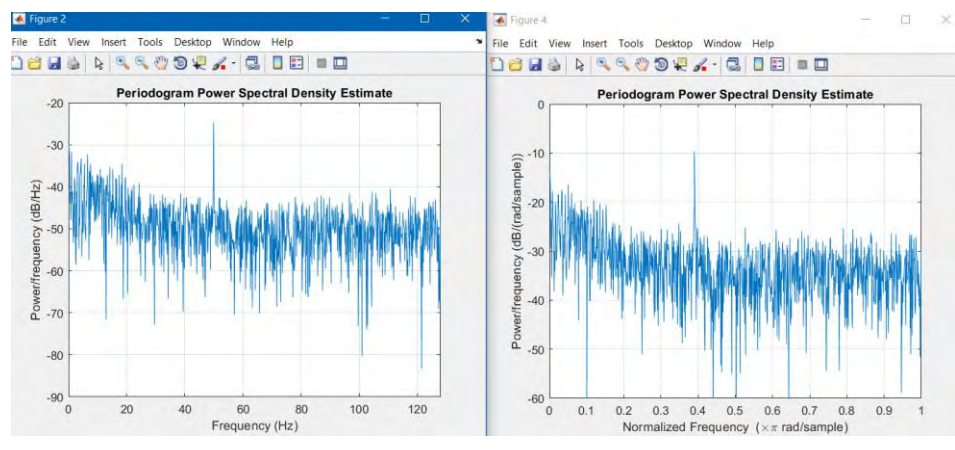 Figure 2
File Edit View Insert Tools Desktop Window Help
Periodogram Power Spectral Density Estimate
Power/frequency (dB/Hz)
-20
-30
-40
-50
-60
-70
-80
-90
0 20 40 60 80 100 120
Frequency (Hz)
Figure 4
File Edit View Insert Tools Desktop Window Help
Periodogram Power Spectral Density Estimate
Power/frequency (dB/(rad/sample))
0
-10
-20
-30
-40
-50
-60
0 0.1 0.2 0.3 0.4 0.5 0.6 0.7 0.8 0.9 1
Normalized Frequency (×π rad/sample)